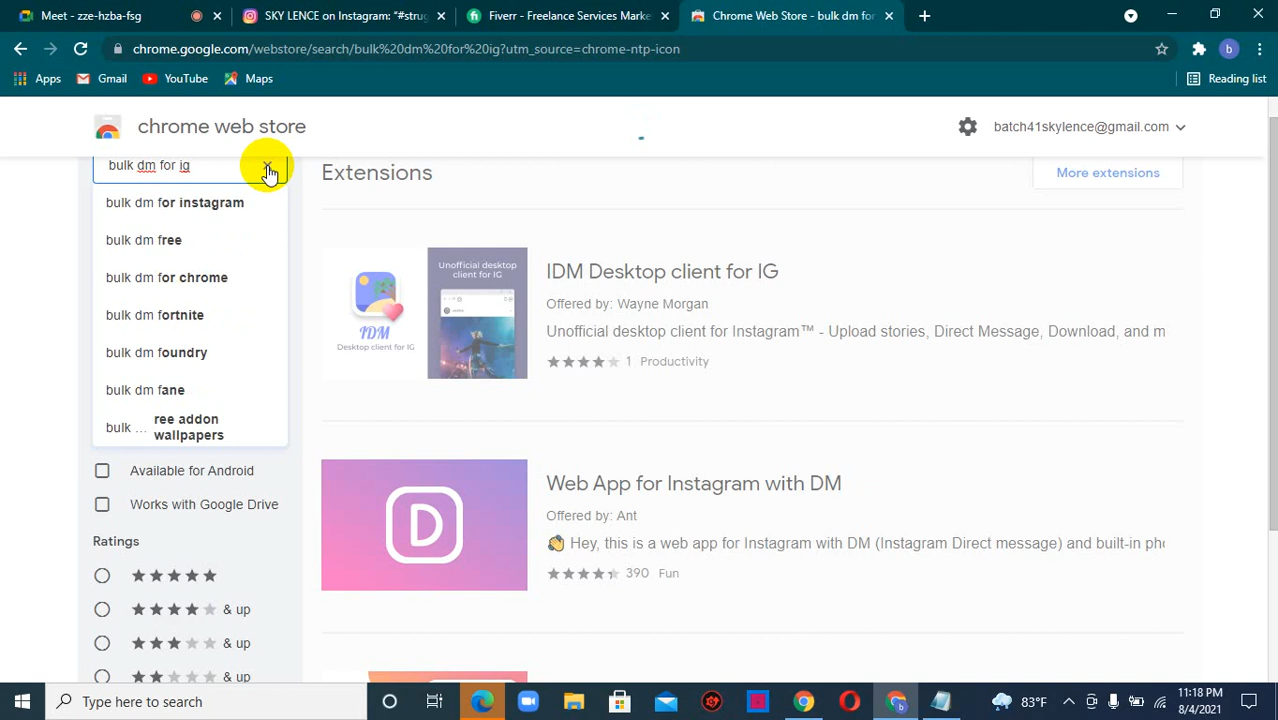 Meet - zze-hzba-fsg
SKY LENCE on Instagram: "#strug
Fiverr - Freelance Services Marke
Chrome Web Store - bulk dm for
chrome.google.com/webstore/search/bulk%20dm%20for%20ig?utm_source=chrome-ntp-icon
b
Apps
Gmail
YouTube
Maps
Reading list
chrome web store
batch41skylence@gmail.com
bulk dm for ig
Extensions
More extensions
bulk dm for instagram
bulk dm free
bulk dm for chrome
bulk dm fortnite
bulk dm foundry
bulk dm fane
bulk ... ree addon
wallpapers
Unofficial desktop
client for IG
IDM
Desktop client for IG
IDM Desktop client for IG
Offered by: Wayne Morgan
Unofficial desktop client for Instagram™ - Upload stories, Direct Message, Download, and m
1 Productivity
Available for Android
Works with Google Drive
Ratings
& up
& up
& up
D
Web App for Instagram with DM
Offered by: Ant
👋 Hey, this is a web app for Instagram with DM (Instagram Direct message) and built-in pho
390 Fun
Type here to search
b
83°F
11:18 PM
8/4/2021